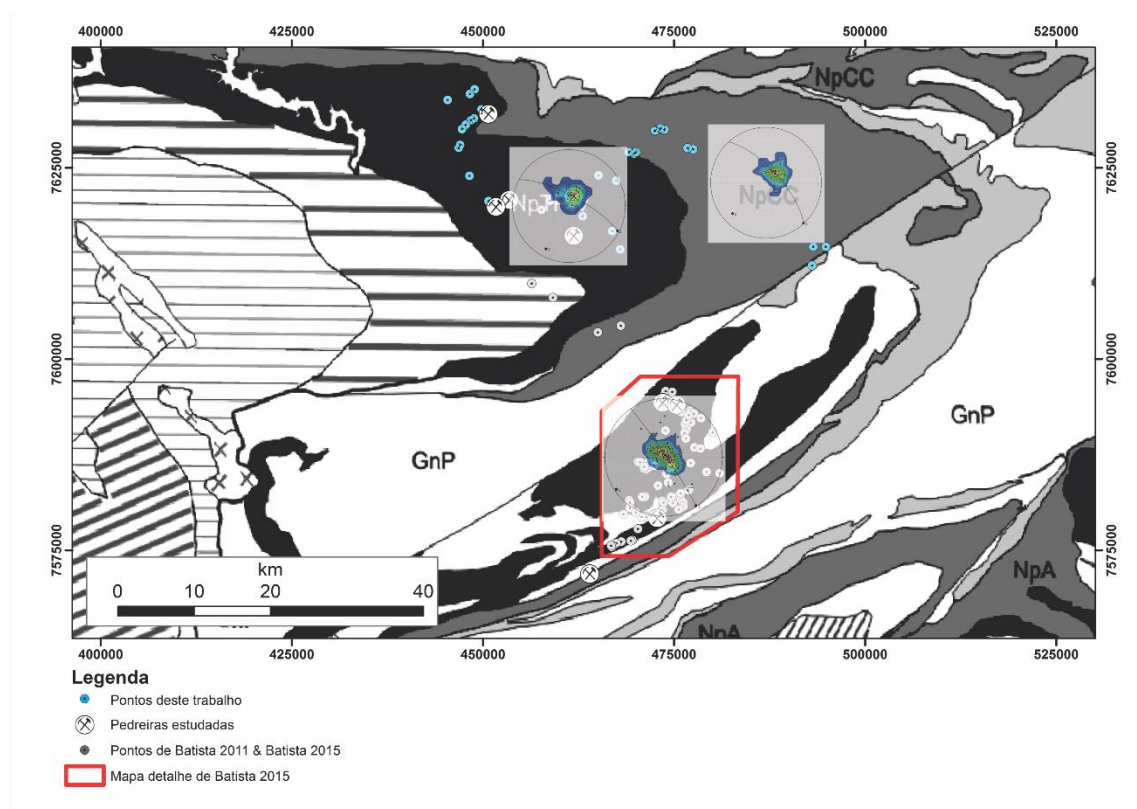 400000 425000 450000 475000 500000 525000
NpCC
7625000 7625000
NpCC
7600000 7600000
GnP
GnP
7575000 7575000
NpA
km
0 10 20 40
NpA
400000 425000 450000 475000 500000 525000
Legenda
Pontos deste trabalho
Pedreiras estudadas
Pontos de Batista 2011 & Batista 2015
Mapa detalhe de Batista 2015